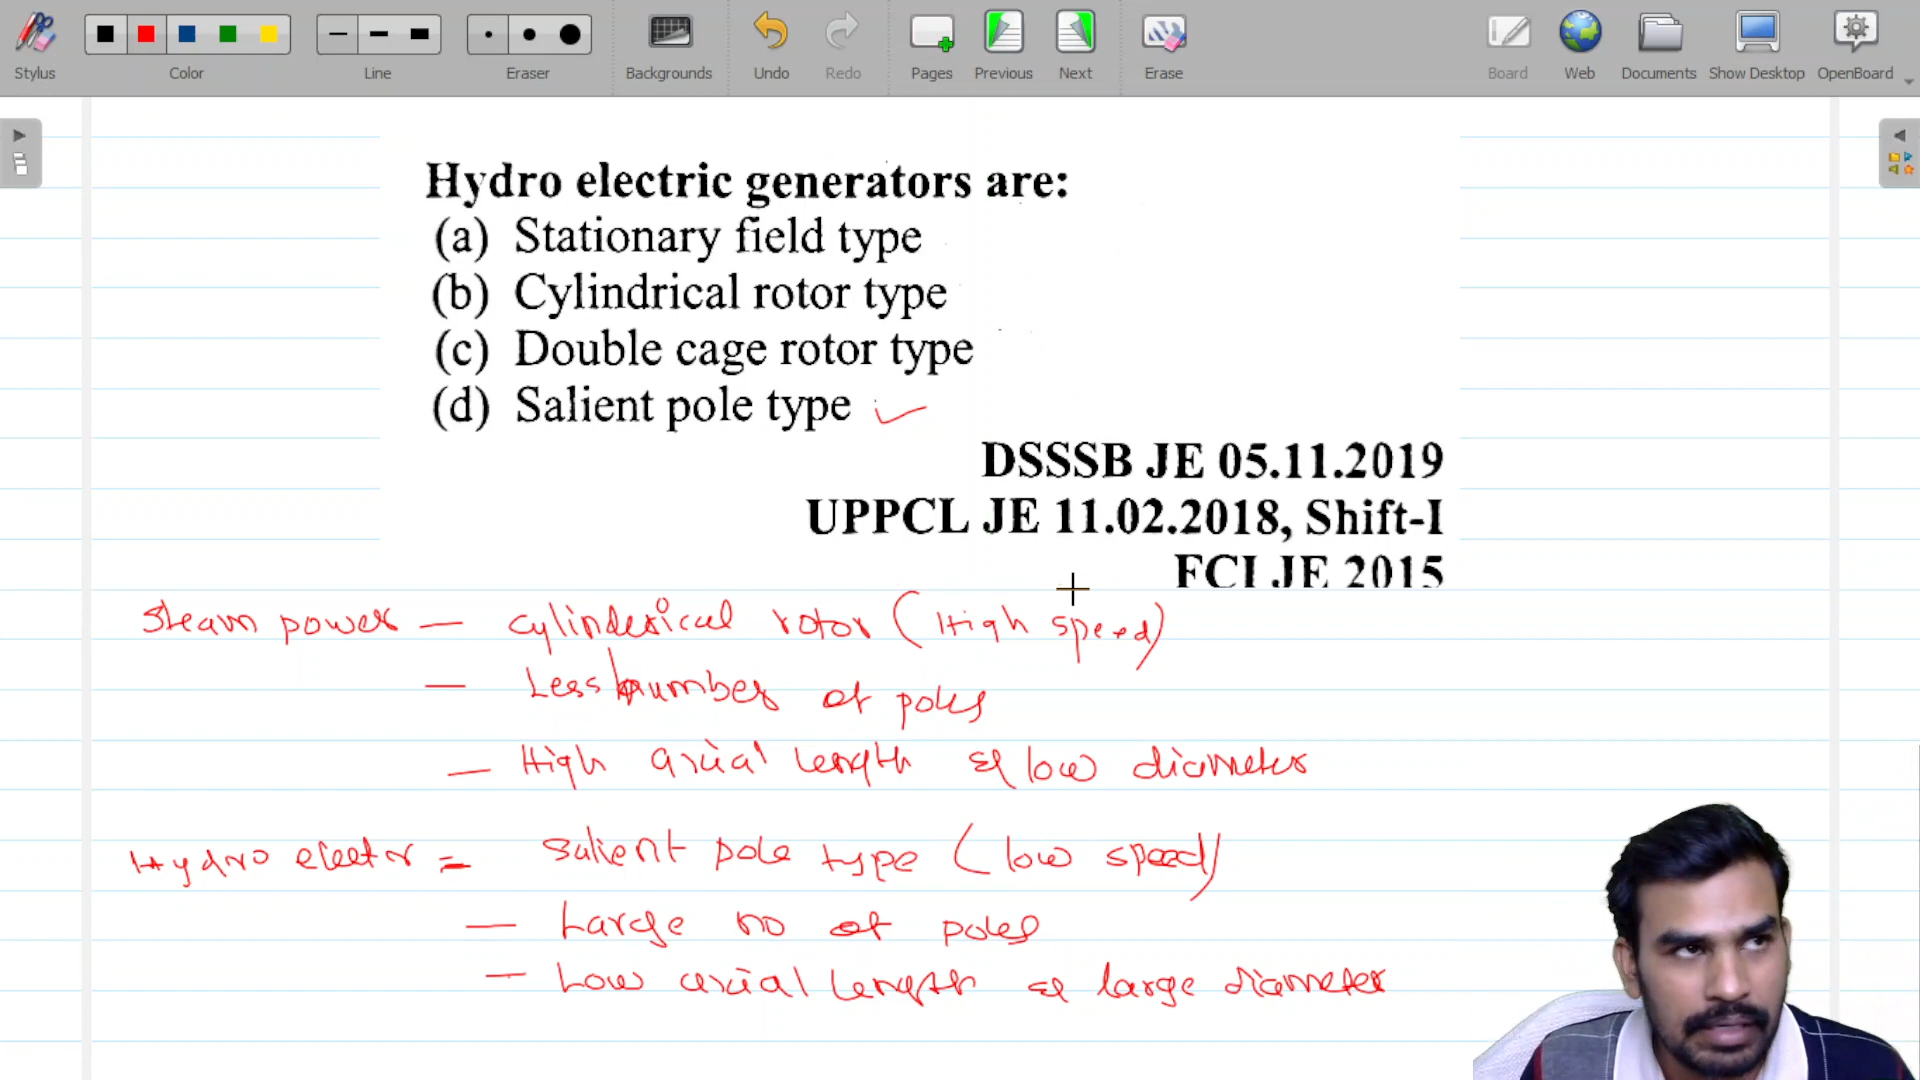 Stylus Color Line Eraser Backgrounds Undo Redo Pages Previous Next Erase Board Web Documents Show Desktop OpenBoard
Hydro electric generators are:
(a) Stationary field type
(b) Cylindrical rotor type
(c) Double cage rotor type
(d) Salient pole type ✓
DSSSB JE 05.11.2019
UPPCL JE 11.02.2018, Shift-I
FCI JE 2015
Steam power — cylinderical rotor (High speed)
— Less number of poles
— High axial length & low diameter
Hydro electr = salient pole type (low speed)
— Large no of poles
— Low axial length & large diameter